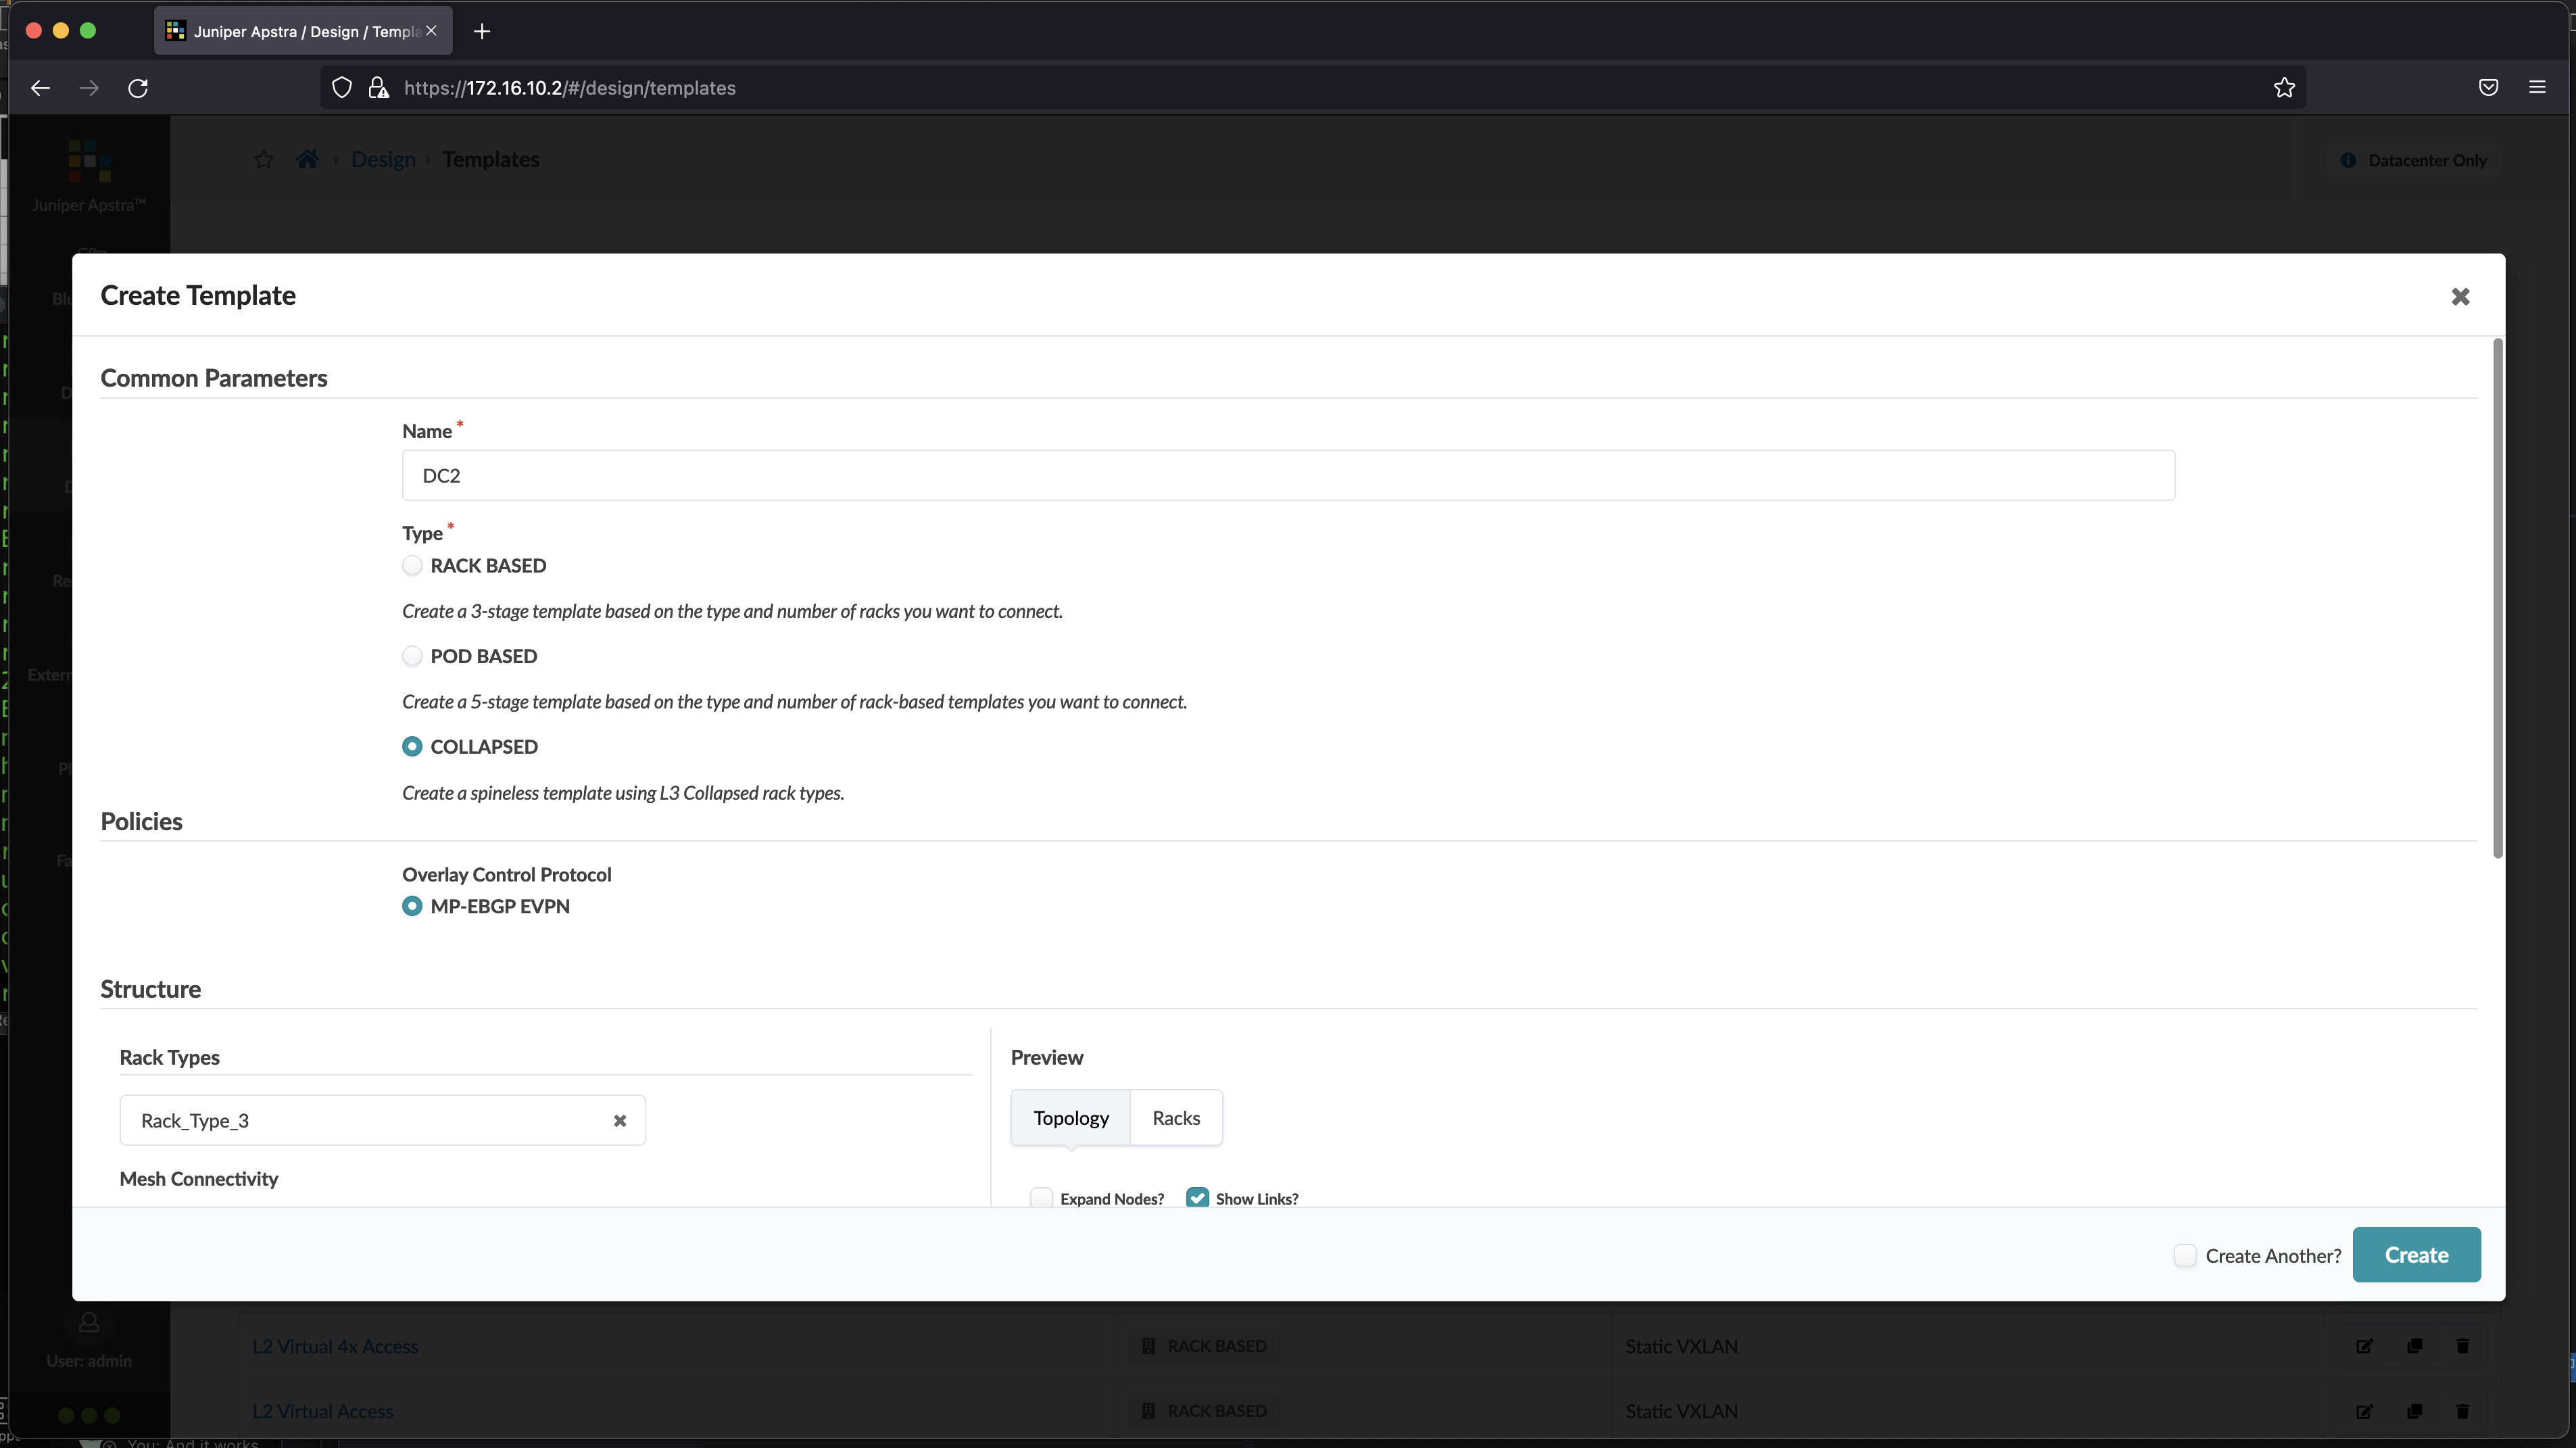 Juniper Apstra / Design / Templa
https://172.16.10.2/#/design/templates
Juniper Apstra™
Design
Templates
Datacenter Only
Create Template
Common Parameters
Name *
DC2
Type *
RACK BASED
Create a 3-stage template based on the type and number of racks you want to connect.
POD BASED
Create a 5-stage template based on the type and number of rack-based templates you want to connect.
COLLAPSED
Create a spineless template using L3 Collapsed rack types.
Policies
Overlay Control Protocol
MP-EBGP EVPN
Structure
Rack Types
Rack_Type_3
Mesh Connectivity
Preview
Topology Racks
Expand Nodes? Show Links?
Create Another? Create
User: admin
L2 Virtual 4x Access RACK BASED Static VXLAN
L2 Virtual Access RACK BASED Static VXLAN
You: And it works